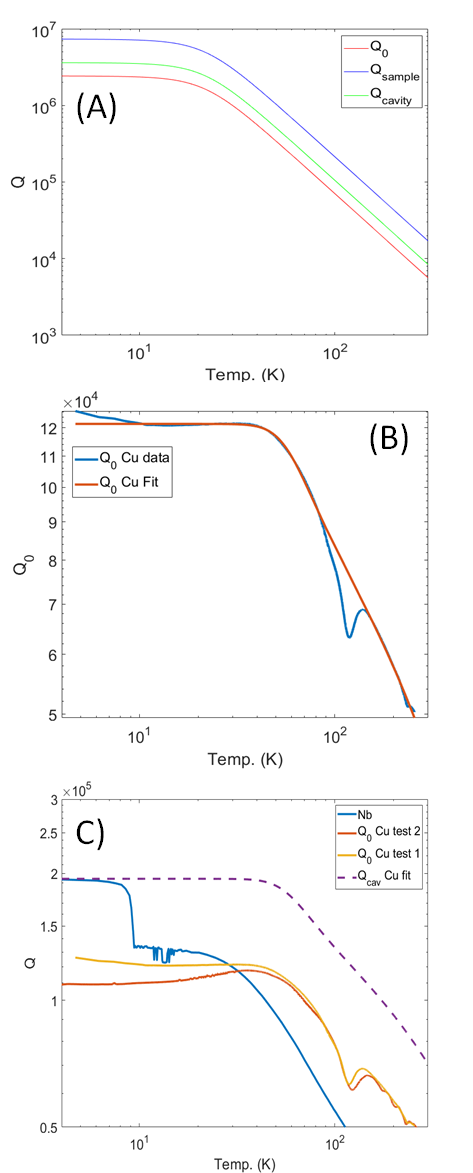 10^7
10^6
10^5
10^4
10^3
Q
(A)
Q_0
Q_sample
Q_cavity
10^1
10^2
Temp. (K)
×10^4
12
11
10
9
8
7
6
5
Q_0
(B)
Q_0 Cu data
Q_0 Cu Fit
10^1
10^2
Temp. (K)
×10^5
3
2.5
2
1.5
1
0.5
Q
C)
Nb
Q_0 Cu test 2
Q_0 Cu test 1
Q_cav Cu fit
10^1
10^2
Temp. (K)